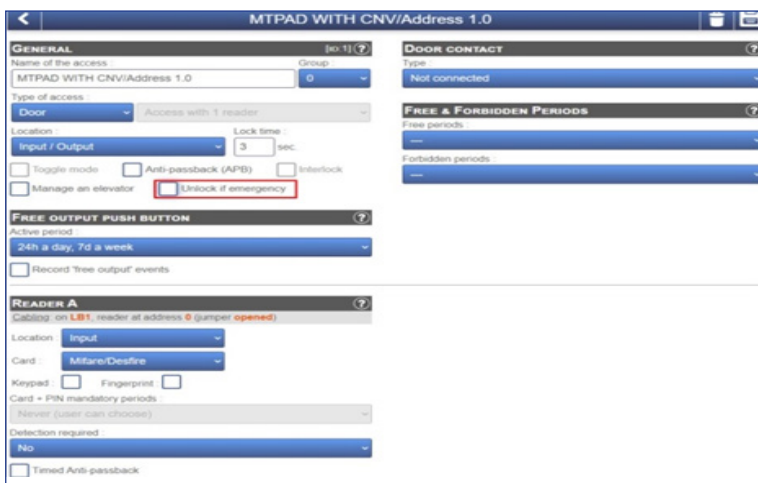 MTPAD WITH CNV/Address 1.0
GENERAL [ID: 1] ?
Name of the access : Group :
MTPAD WITH CNV/Address 1.0 0
Type of access :
Door Access with 1 reader
Location : Lock time :
Input / Output 3 sec.
Toggle mode Anti-passback (APB) Interlock
Manage an elevator Unlock if emergency
FREE OUTPUT PUSH BUTTON ?
Active period :
24h a day, 7d a week
Record 'free output' events
READER A ?
Cabling: on LB1, reader at address 0 (jumper opened)
Location : Input
Card : Mifare/Desfire
Keypad : Fingerprint :
Card + PIN mandatory periods :
Never (user can choose)
Detection required :
No
Timed Anti-passback
DOOR CONTACT ?
Type :
Not connected
FREE & FORBIDDEN PERIODS ?
Free periods :
—
Forbidden periods :
—